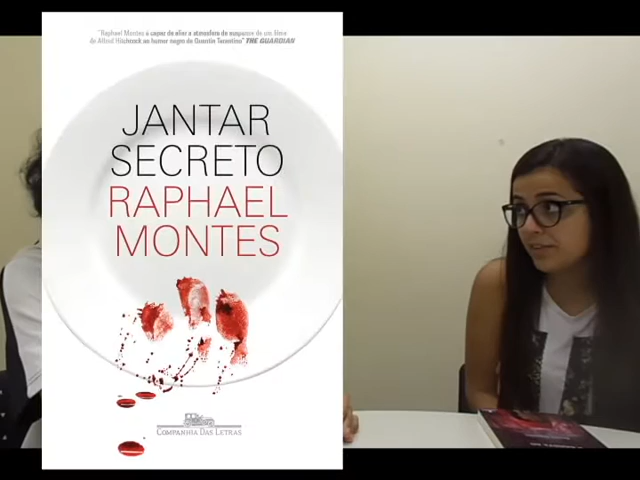 "Raphael Montes é capaz de aliar a atmosfera de suspense de um filme
de Alfred Hitchcock ao humor negro de Quentin Tarantino" THE GUARDIAN
JANTAR
SECRETO
RAPHAEL
MONTES
COMPANHIA DAS LETRAS